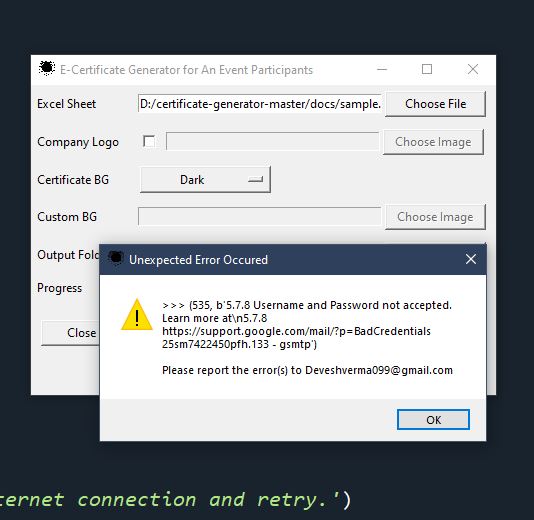 E-Certificate Generator for An Event Participants
Excel Sheet D:/certificate-generator-master/docs/sample. Choose File
Company Logo Choose Image
Certificate BG Dark
Custom BG Choose Image
Output Fold
Progress
Close
Unexpected Error Occured
>>> (535, b'5.7.8 Username and Password not accepted.
Learn more at\n5.7.8
https://support.google.com/mail/?p=BadCredentials
25sm7422450pfh.133 - gsmtp')
Please report the error(s) to Deveshverma099@gmail.com
OK
ternet connection and retry.')